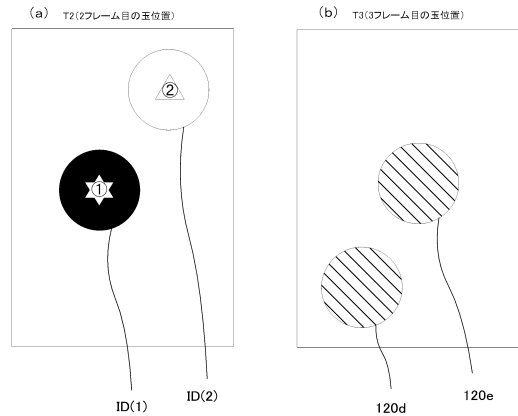 (a) T2(2フレーム目の玉位置)
②
①
ID(1)
ID(2)
(b) T3(3フレーム目の玉位置)
120d
120e